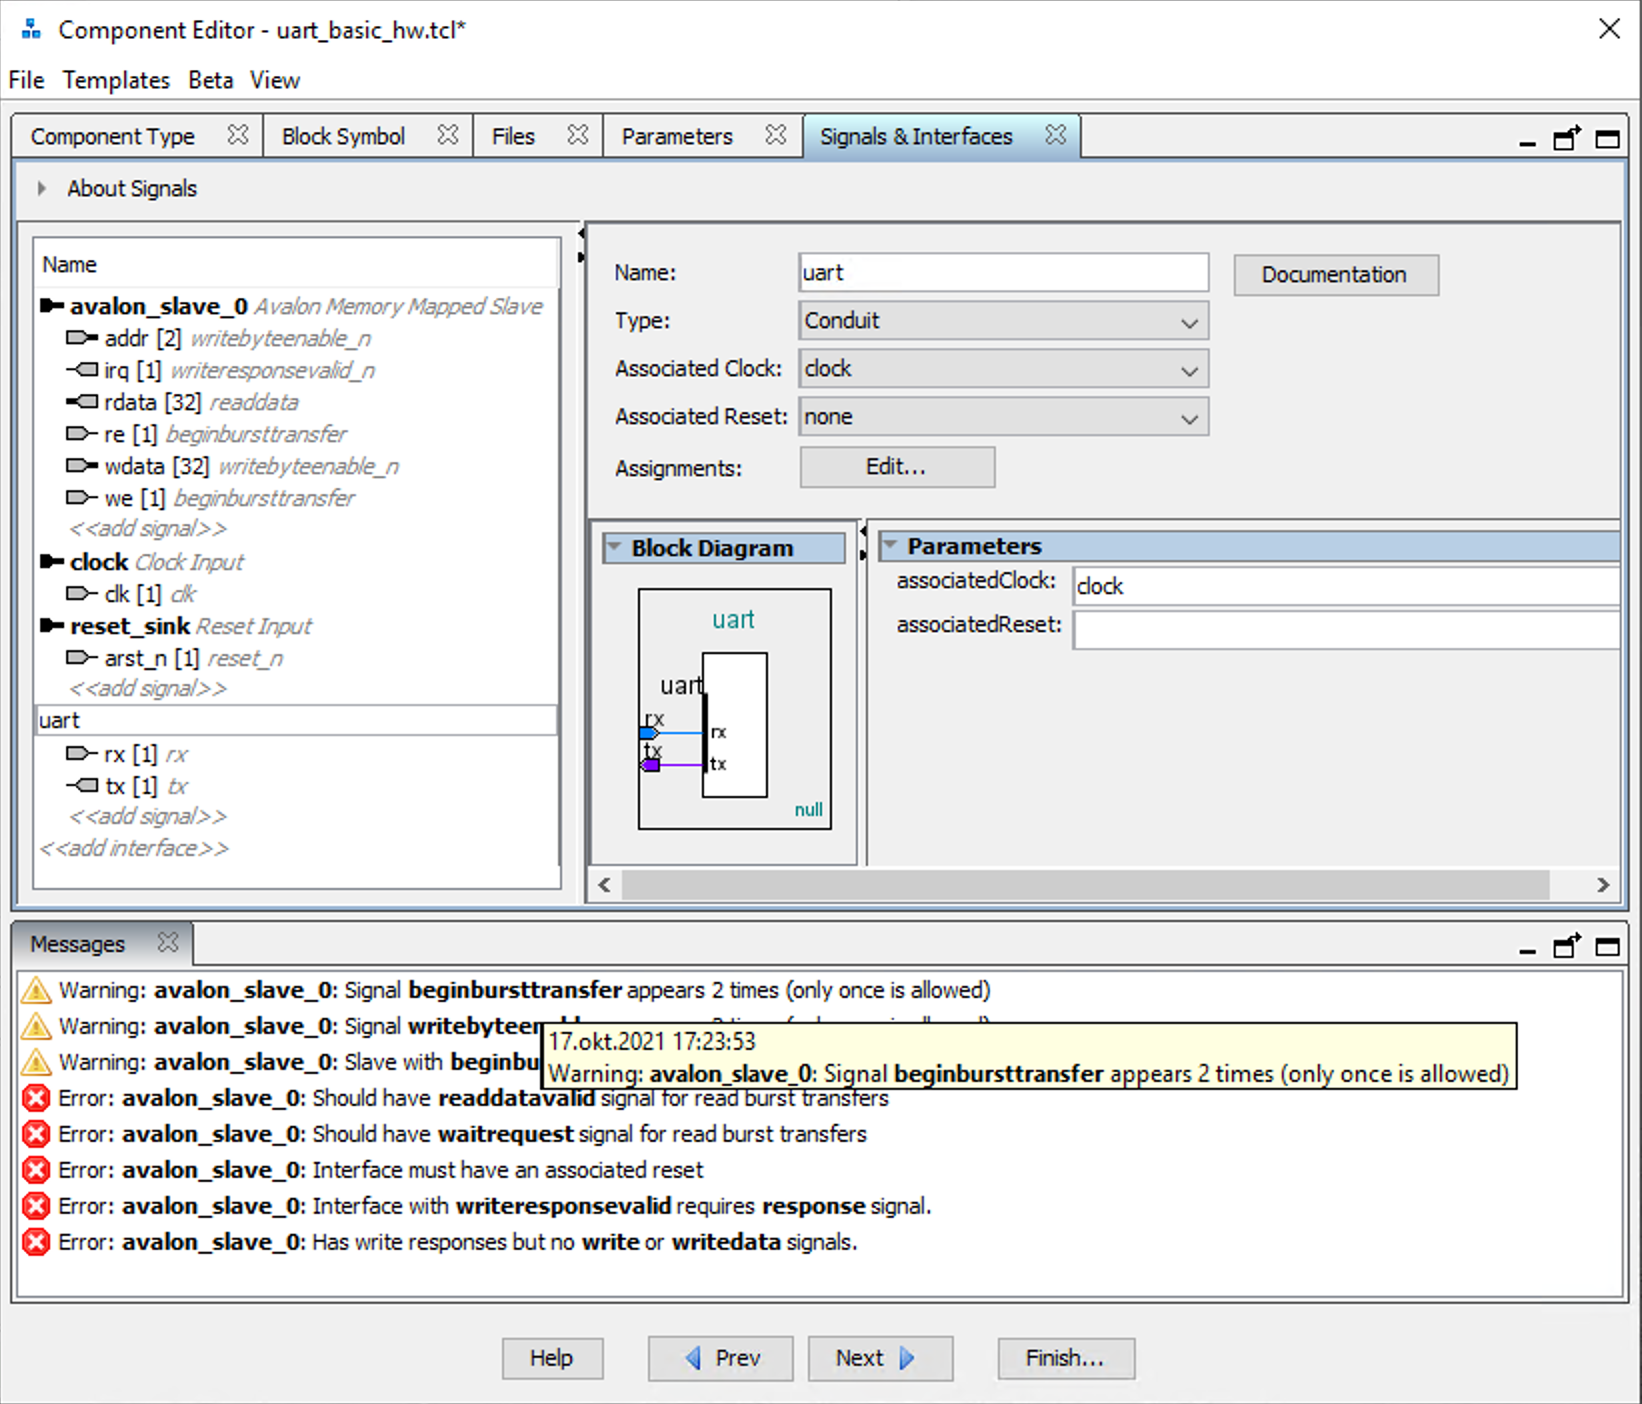 Component Editor - uart_basic_hw.tcl*
File Templates Beta View
Component Type Block Symbol Files Parameters Signals & Interfaces
About Signals
Name
avalon_slave_0 Avalon Memory Mapped Slave
addr [2] writebyteenable_n
irq [1] writeresponsevalid_n
rdata [32] readdata
re [1] beginbursttransfer
wdata [32] writebyteenable_n
we [1] beginbursttransfer
<<add signal>>
clock Clock Input
clk [1] clk
reset_sink Reset Input
arst_n [1] reset_n
<<add signal>>
uart
rx [1] rx
tx [1] tx
<<add signal>>
<<add interface>>
Name: uart Documentation
Type: Conduit
Associated Clock: clock
Associated Reset: none
Assignments: Edit...
Block Diagram
uart
uart
rx
rx
tx
tx
null
Parameters
associatedClock: clock
associatedReset:
Messages
Warning: avalon_slave_0: Signal beginbursttransfer appears 2 times (only once is allowed)
Warning: avalon_slave_0: Signal writebyteen
Warning: avalon_slave_0: Slave with beginbu
17.okt.2021 17:23:53
Warning: avalon_slave_0: Signal beginbursttransfer appears 2 times (only once is allowed)
Error: avalon_slave_0: Should have readdatavalid signal for read burst transfers
Error: avalon_slave_0: Should have waitrequest signal for read burst transfers
Error: avalon_slave_0: Interface must have an associated reset
Error: avalon_slave_0: Interface with writeresponsevalid requires response signal.
Error: avalon_slave_0: Has write responses but no write or writedata signals.
Help Prev Next Finish...